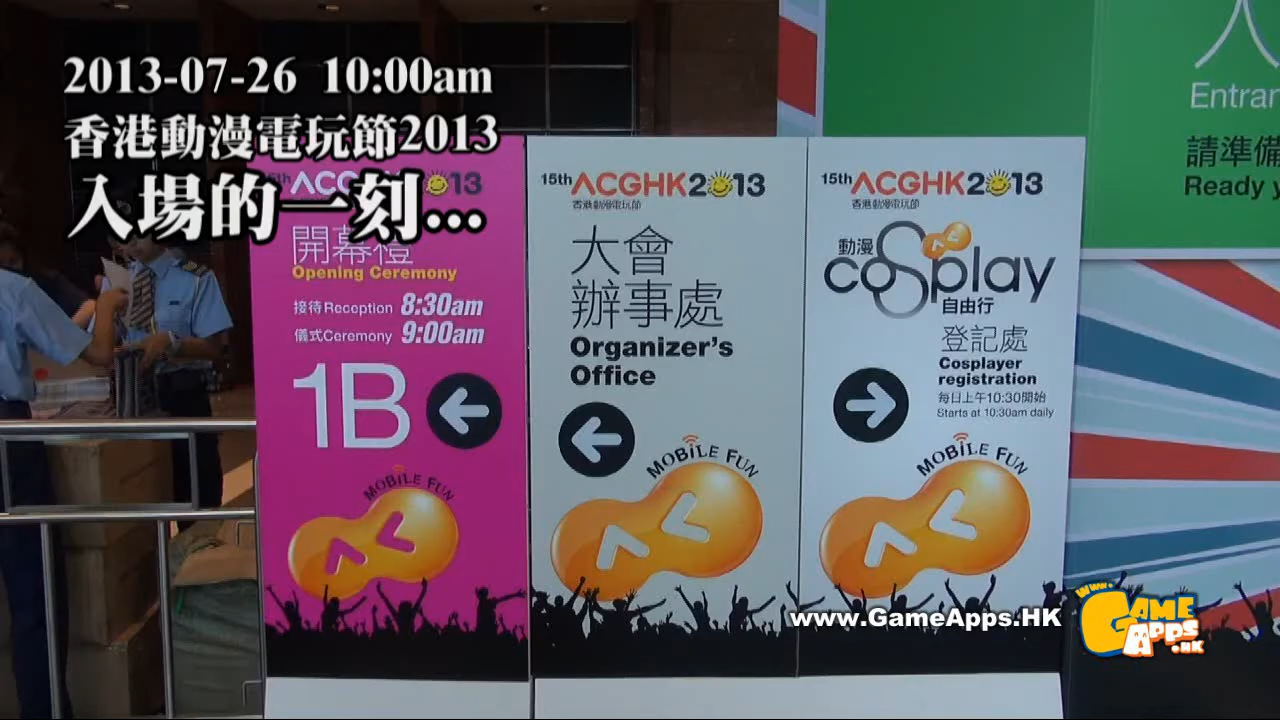 2013-07-26 10:00am
香港動漫電玩節2013
入場的一刻...
15th ACGHK2013
開幕禮
Opening Ceremony
接待Reception 8:30am
儀式Ceremony 9:00am
1B
MOBILE FUN
15th ACGHK2013
香港動漫電玩節
大會
辦事處
Organizer's
Office
MOBILE FUN
15th ACGHK2013
香港動漫電玩節
動漫
cosplay
自由行
登記處
Cosplayer
registration
每日上午10:30開始
Starts at 10:30am daily
MOBILE FUN
入
請準備
Ready
www.GameApps.HK
WWW.
GAME
APPS
.HK